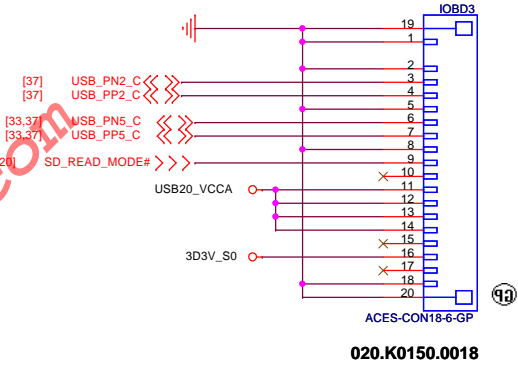 IOBD3
19
1
2
[37] USB_PN2_C 3
[37] USB_PP2_C 4
5
[33,37] USB_PN5_C 6
[33,37] USB_PP5_C 7
8
20] SD_READ_MODE# 9
10
USB20_VCCA 11
12
13
14
15
3D3V_S0 16
17
18
20
GP
ACES-CON18-6-GP
020.K0150.0018
com